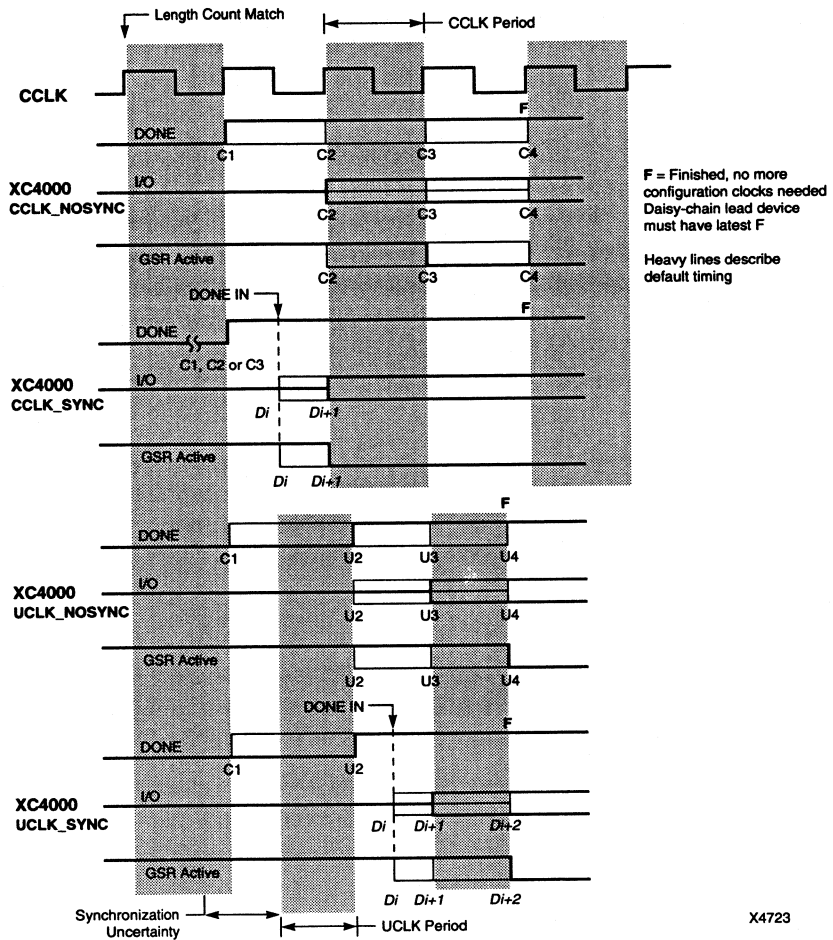 Length Count Match
CCLK Period
CCLK
F
DONE
C1 C2 C3 C4
I/O
XC4000
CCLK_NOSYNC
C2 C3 C4
F = Finished, no more
configuration clocks needed
Daisy-chain lead device
must have latest F
Heavy lines describe
default timing
GSR Active
C2 C3 C4
DONE IN
F
DONE
C1, C2 or C3
I/O
XC4000
CCLK_SYNC
Di Di+1
GSR Active
Di Di+1
F
DONE
C1 U2 U3 U4
I/O
XC4000
UCLK_NOSYNC
U2 U3 U4
GSR Active
U2 U3 U4
DONE IN
F
DONE
C1 U2
I/O
XC4000
UCLK_SYNC
Di Di+1 Di+2
GSR Active
Di Di+1 Di+2
Synchronization
Uncertainty
UCLK Period
X4723